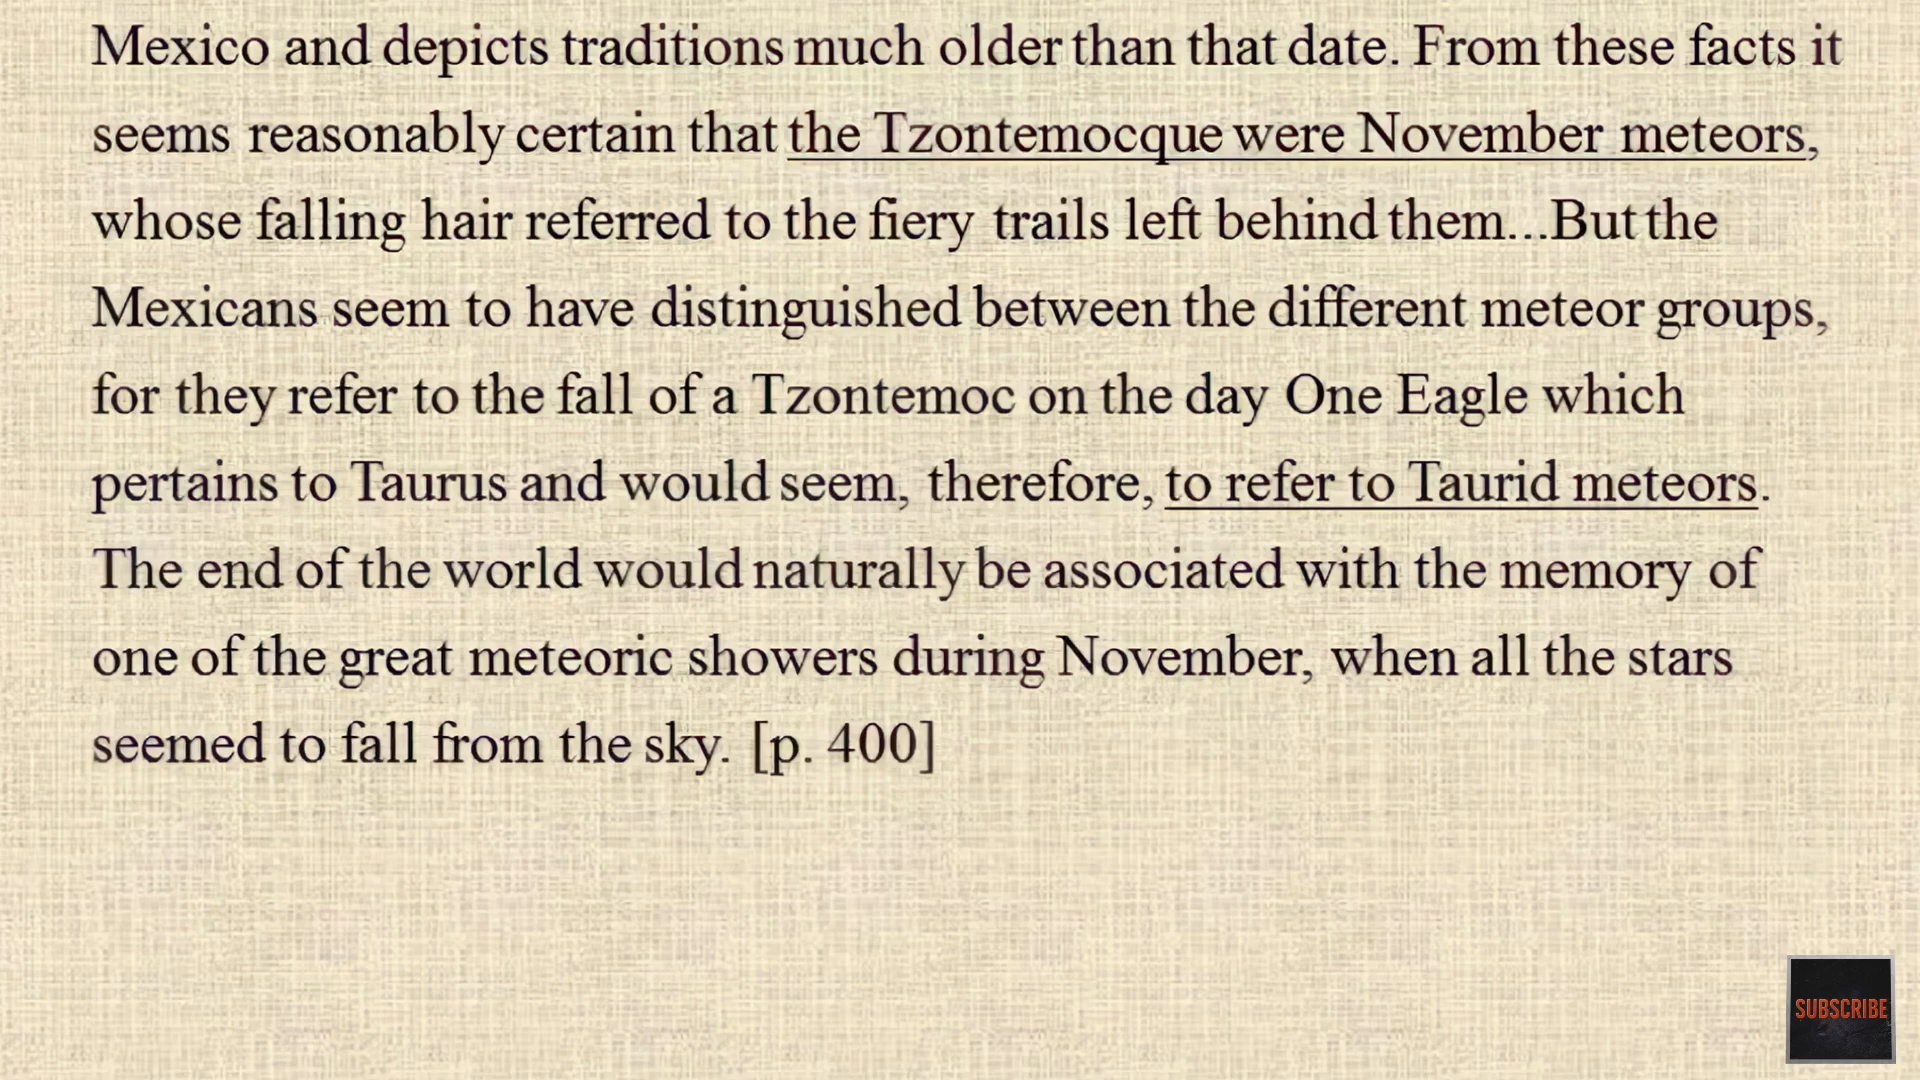 Mexico and depicts traditions much older than that date. From these facts it
seems reasonably certain that the Tzontemocque were November meteors,
whose falling hair referred to the fiery trails left behind them...But the
Mexicans seem to have distinguished between the different meteor groups,
for they refer to the fall of a Tzontemoc on the day One Eagle which
pertains to Taurus and would seem, therefore, to refer to Taurid meteors.
The end of the world would naturally be associated with the memory of
one of the great meteoric showers during November, when all the stars
seemed to fall from the sky. [p. 400]
SUBSCRIBE